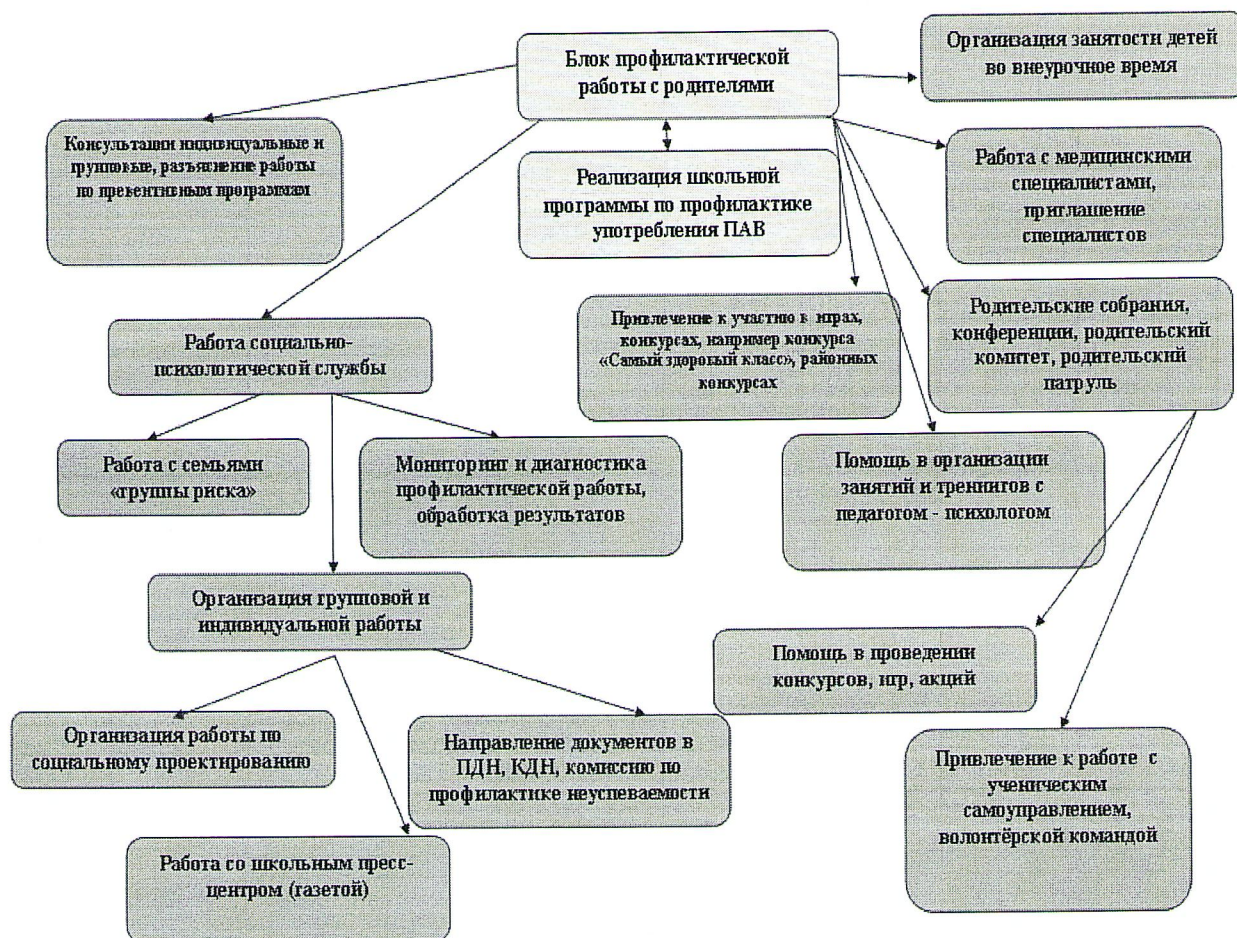 Блок профилактической
работы с родителями
Организация занятости детей
во внеурочное время
Консультации индивидуальные и
групповые, разъяснение работы
по превентивным программам
Реализация школьной
программы по профилактике
употребления ПАВ
Работа с медицинскими
специалистами,
приглашение
специалистов
Работа социально-
психологической службы
Привлечение к участию в играх,
конкурсах, например конкурса
«Самый здоровый класс», районных
конкурсах
Родительские собрания,
конференции, родительский
комитет, родительский
патруль
Работа с семьями
«группы риска»
Мониторинг и диагностика
профилактической работы,
обработка результатов
Помощь в организации
занятий и треннигов с
педагогом - психологом
Организация групповой и
индивидуальной работы
Помощь в проведении
конкурсов, игр, акций
Организация работы по
социальному проектированию
Направление документов в
ПДН, КДН, комиссию по
профилактике неуспеваемости
Привлечение к работе с
ученическим
самоуправлением,
волонтёрской командой
Работа со школьным пресс-
центром (газетой)